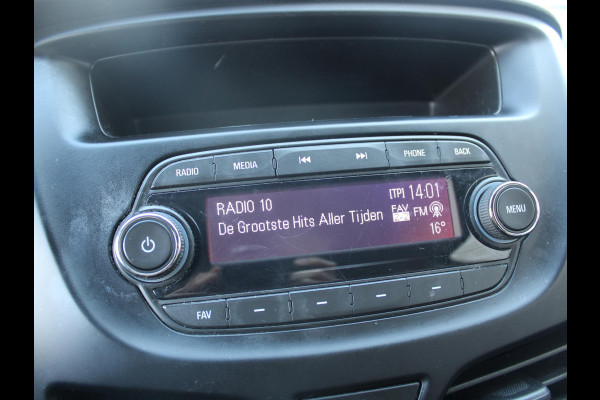 RADIO MEDIA PHONE BACK
RADIO 10 [TP] 14:01
De Grootste Hits Aller Tijden FAV FM
16°
MENU
FAV